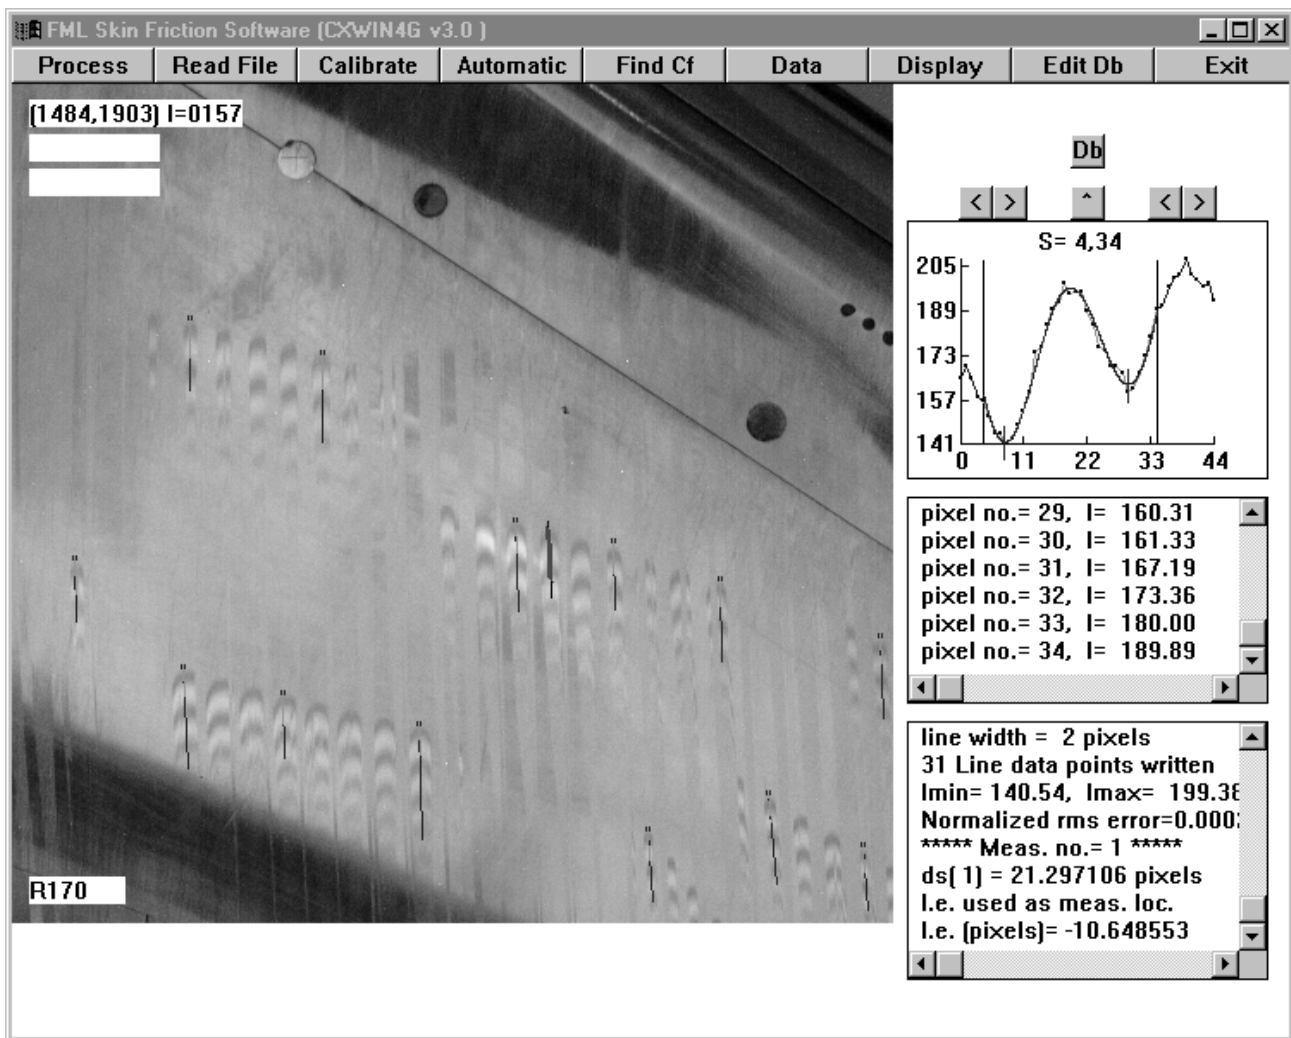 FML Skin Friction Software (CXWIN4G v3.0 )
Process Read File Calibrate Automatic Find Cf Data Display Edit Db Exit
(1484,1903) I=0157
R170
Db
< > ^ < >
S= 4,34
205
189
173
157
141
0 11 22 33 44
pixel no.= 29, I= 160.31
pixel no.= 30, I= 161.33
pixel no.= 31, I= 167.19
pixel no.= 32, I= 173.36
pixel no.= 33, I= 180.00
pixel no.= 34, I= 189.89
line width = 2 pixels
31 Line data points written
Imin= 140.54, Imax= 199.38
Normalized rms error=0.000
***** Meas. no.= 1 *****
ds( 1) = 21.297106 pixels
l.e. used as meas. loc.
l.e. (pixels)= -10.648553